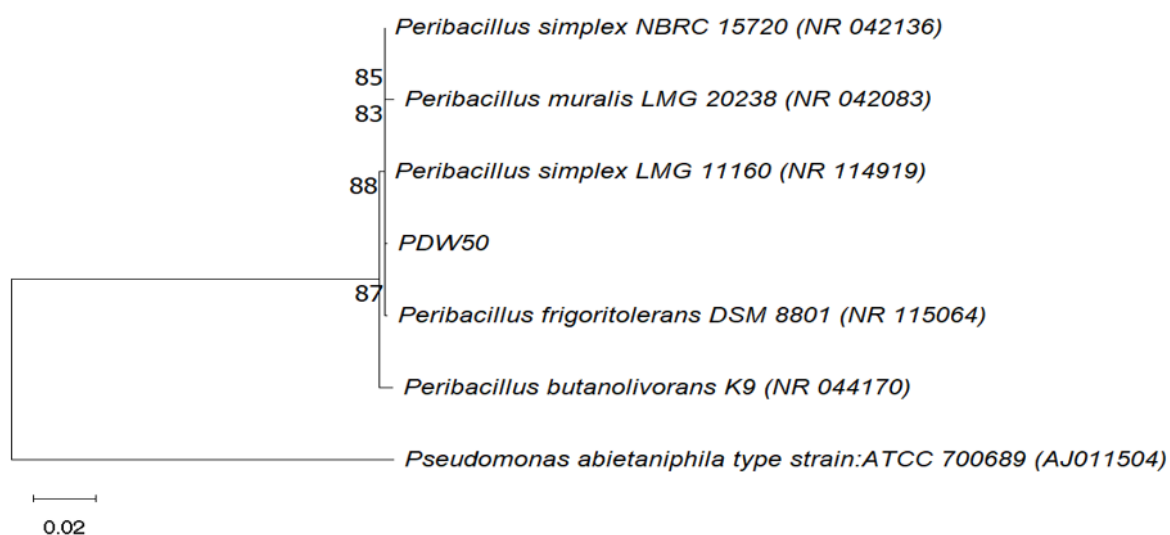 Peribacillus simplex NBRC 15720 (NR 042136)
85
Peribacillus muralis LMG 20238 (NR 042083)
83
Peribacillus simplex LMG 11160 (NR 114919)
88
PDW50
87
Peribacillus frigoritolerans DSM 8801 (NR 115064)
Peribacillus butanolivorans K9 (NR 044170)
Pseudomonas abietaniphila type strain:ATCC 700689 (AJ011504)
0.02